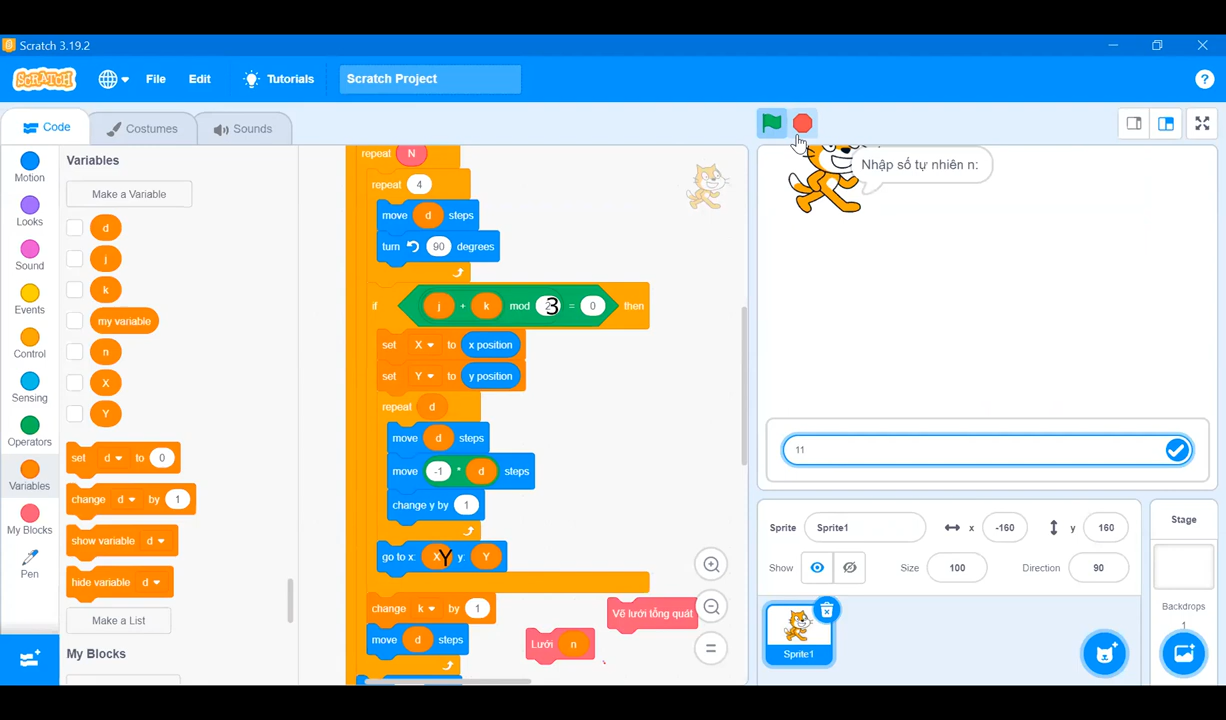 Scratch 3.19.2
SCRATCH File Edit Tutorials Scratch Project ?
Code Costumes Sounds
Motion
Looks
Sound
Events
Control
Sensing
Operators
Variables
My Blocks
Pen
Variables
Make a Variable
d
j
k
my variable
n
X
Y
set d to 0
change d by 1
show variable d
hide variable d
Make a List
My Blocks
repeat N
repeat 4
move d steps
turn 90 degrees
if j + k mod 3 = 0 then
set X to x position
set Y to y position
repeat d
move d steps
move -1 * d steps
change y by 1
go to x: X Y y: Y
change k by 1
move d steps
Vẽ lưới tổng quát
Lưới n
Nhập số tự nhiên n:
11
Sprite Sprite1 x -160 y 160
Show Size 100 Direction 90
Sprite1
Stage
Backdrops
1